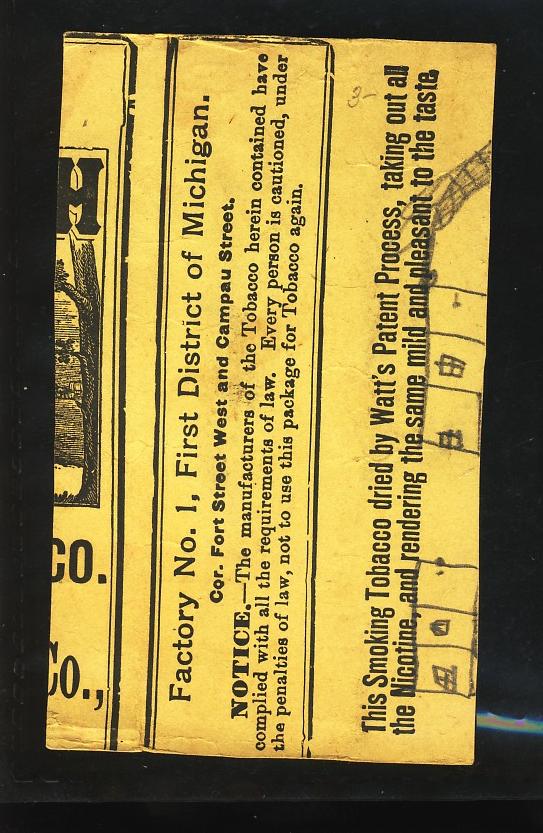 H
CO.
CO.,
Factory No. 1, First District of Michigan.
Cor. Fort Street West and Campau Street.
NOTICE.—The manufacturers of the Tobacco herein contained have
complied with all the requirements of law. Every person is cautioned, under
the penalties of law, not to use this package for Tobacco again.
3-
This Smoking Tobacco dried by Watt's Patent Process, taking out all
the Nicotine, and rendering the same mild and pleasant to the taste.